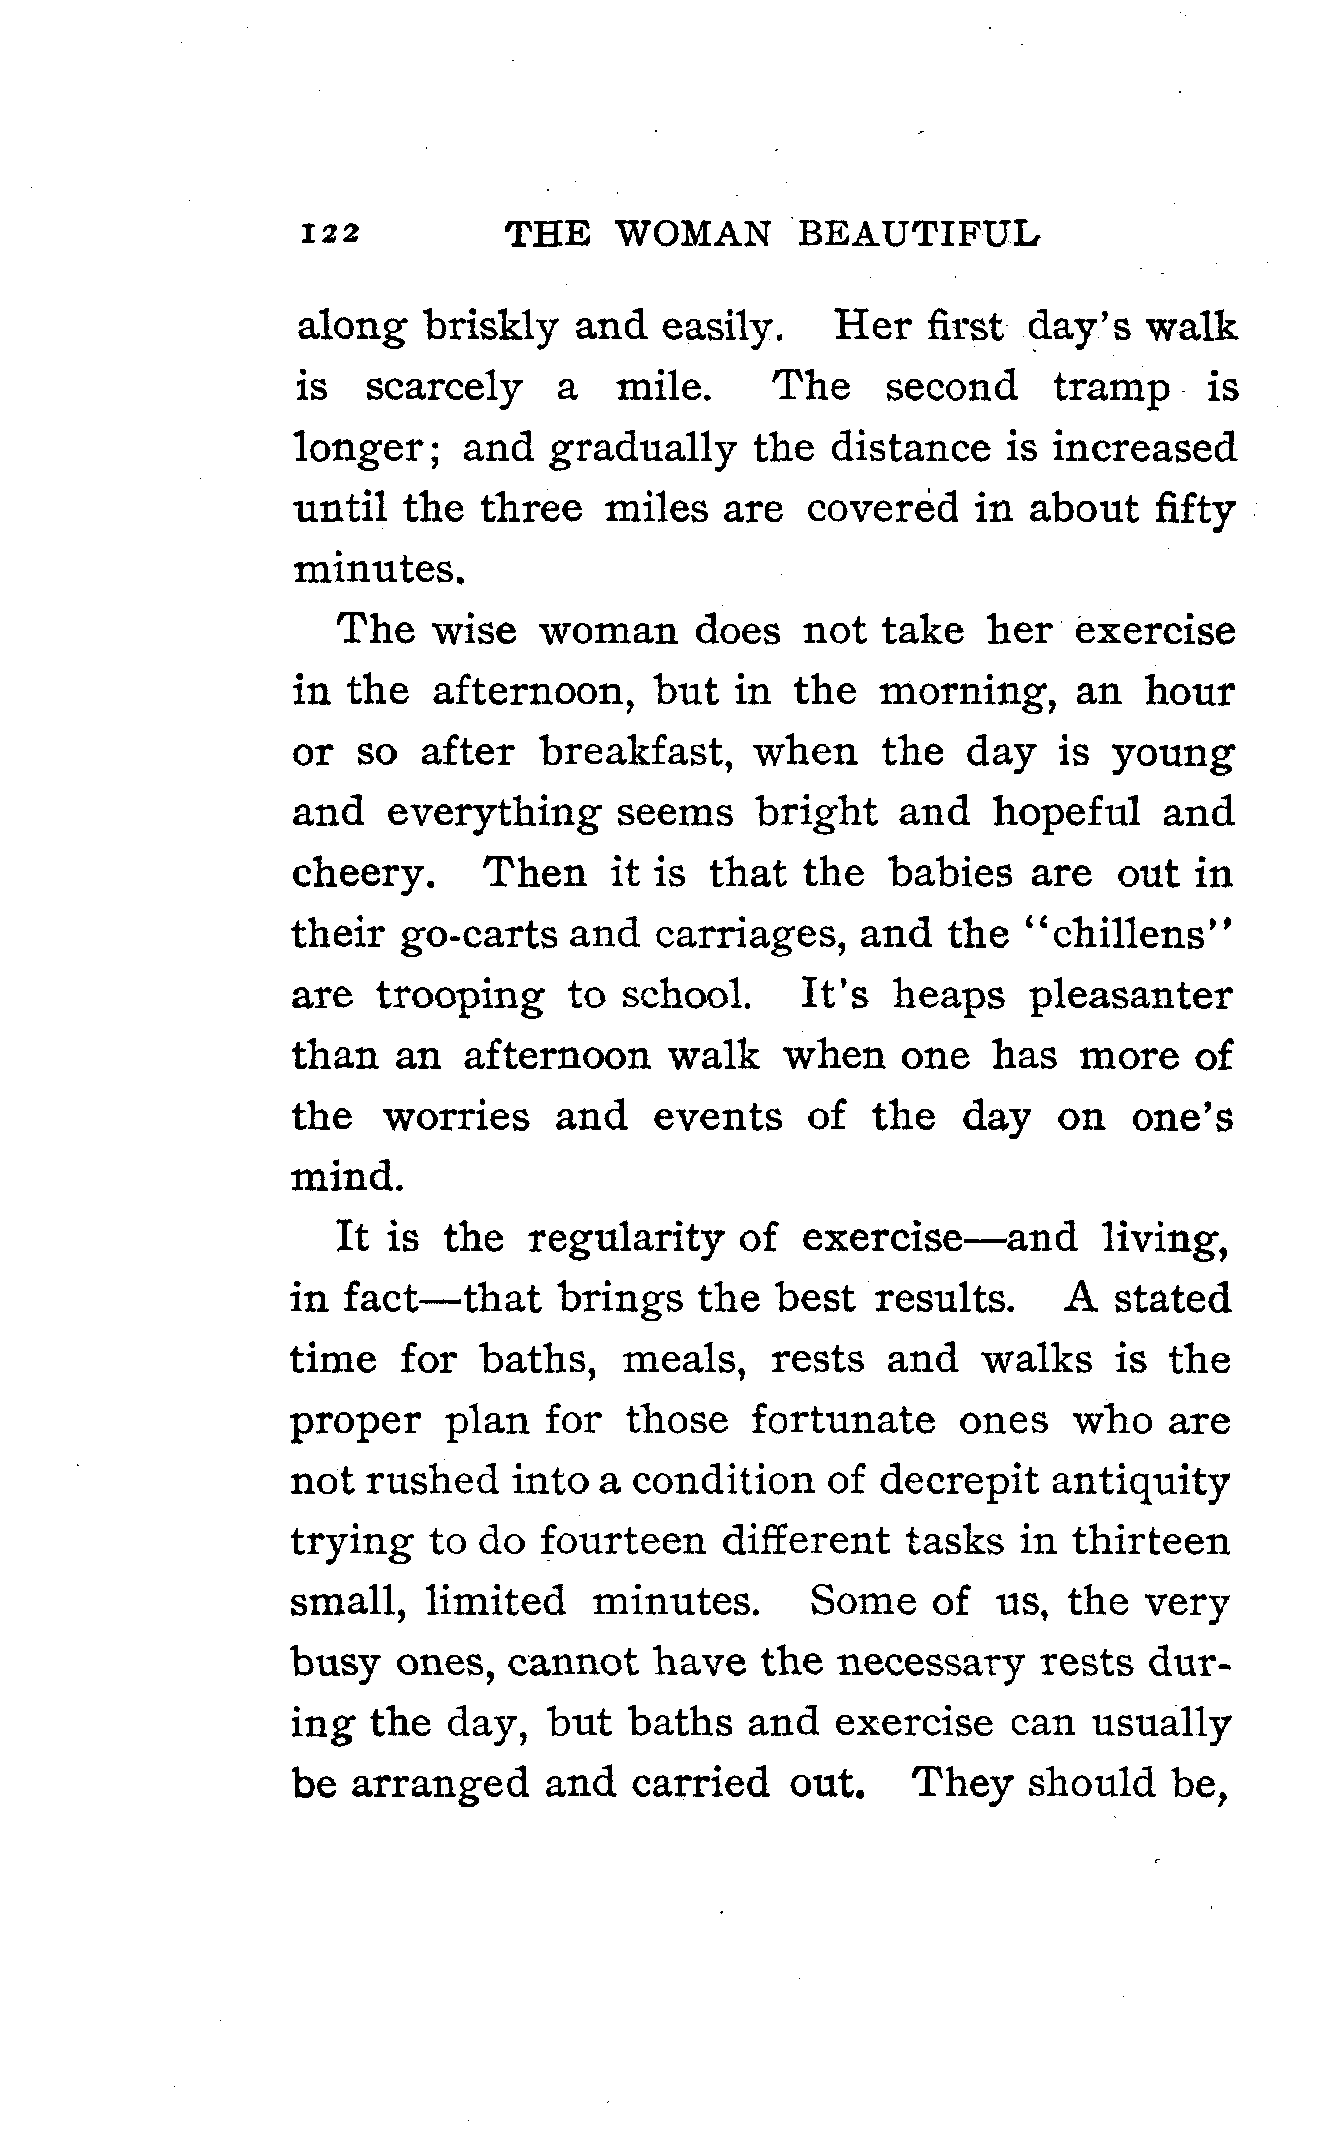 122 THE WOMAN BEAUTIFUL
along briskly and easily. Her first day's walk
is scarcely a mile. The second tramp is
longer; and gradually the distance is increased
until the three miles are covered in about fifty
minutes.
The wise woman does not take her exercise
in the afternoon, but in the morning, an hour
or so after breakfast, when the day is young
and everything seems bright and hopeful and
cheery. Then it is that the babies are out in
their go-carts and carriages, and the "chillens"
are trooping to school. It's heaps pleasanter
than an afternoon walk when one has more of
the worries and events of the day on one's
mind.
It is the regularity of exercise—and living,
in fact—that brings the best results. A stated
time for baths, meals, rests and walks is the
proper plan for those fortunate ones who are
not rushed into a condition of decrepit antiquity
trying to do fourteen different tasks in thirteen
small, limited minutes. Some of us, the very
busy ones, cannot have the necessary rests dur-
ing the day, but baths and exercise can usually
be arranged and carried out. They should be,